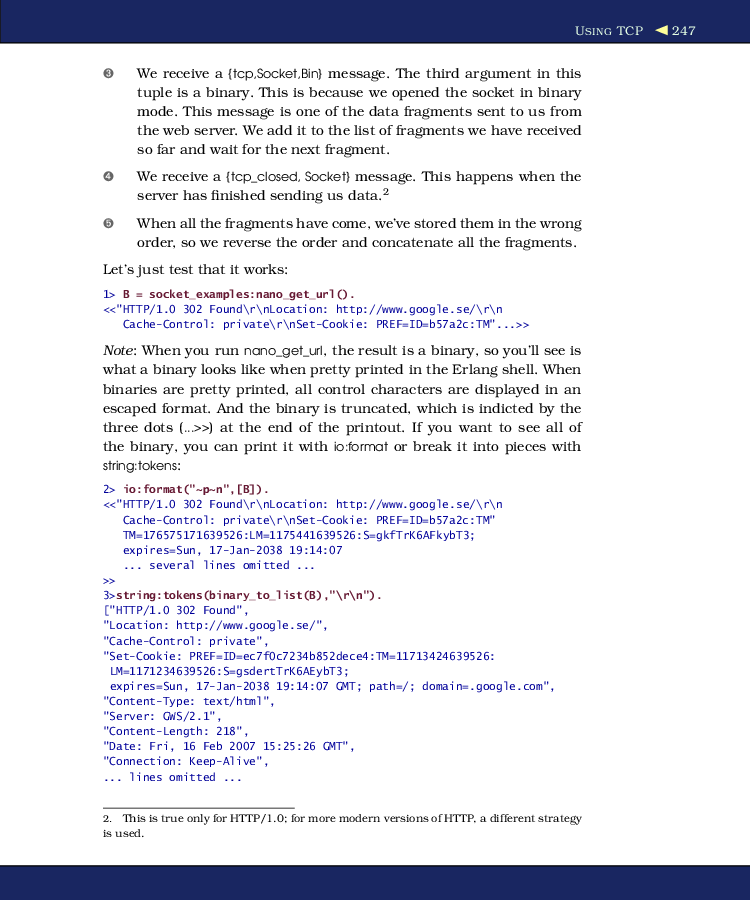 USING TCP ◀ 247
❸ We receive a {tcp,Socket,Bin} message. The third argument in this
tuple is a binary. This is because we opened the socket in binary
mode. This message is one of the data fragments sent to us from
the web server. We add it to the list of fragments we have received
so far and wait for the next fragment.
❹ We receive a {tcp_closed, Socket} message. This happens when the
server has finished sending us data.2
❺ When all the fragments have come, we've stored them in the wrong
order, so we reverse the order and concatenate all the fragments.
Let's just test that it works:
1> B = socket_examples:nano_get_url().
<<"HTTP/1.0 302 Found\r\nLocation: http://www.google.se/\r\n
Cache-Control: private\r\nSet-Cookie: PREF=ID=b57a2c:TM"...>>
Note: When you run nano_get_url, the result is a binary, so you'll see is
what a binary looks like when pretty printed in the Erlang shell. When
binaries are pretty printed, all control characters are displayed in an
escaped format. And the binary is truncated, which is indicted by the
three dots (...>>) at the end of the printout. If you want to see all of
the binary, you can print it with io:format or break it into pieces with
string:tokens:
2> io:format("~p~n",[B]).
<<"HTTP/1.0 302 Found\r\nLocation: http://www.google.se/\r\n
Cache-Control: private\r\nSet-Cookie: PREF=ID=b57a2c:TM"
TM=176575171639526:LM=1175441639526:S=gkfTrK6AFkybT3;
expires=Sun, 17-Jan-2038 19:14:07
... several lines omitted ...
>>
3>string:tokens(binary_to_list(B),"\r\n").
["HTTP/1.0 302 Found",
"Location: http://www.google.se/",
"Cache-Control: private",
"Set-Cookie: PREF=ID=ec7f0c7234b852dece4:TM=11713424639526:
LM=1171234639526:S=gsdertTrK6AEybT3;
expires=Sun, 17-Jan-2038 19:14:07 GMT; path=/; domain=.google.com",
"Content-Type: text/html",
"Server: GWS/2.1",
"Content-Length: 218",
"Date: Fri, 16 Feb 2007 15:25:26 GMT",
"Connection: Keep-Alive",
... lines omitted ...
2. This is true only for HTTP/1.0; for more modern versions of HTTP, a different strategy
is used.